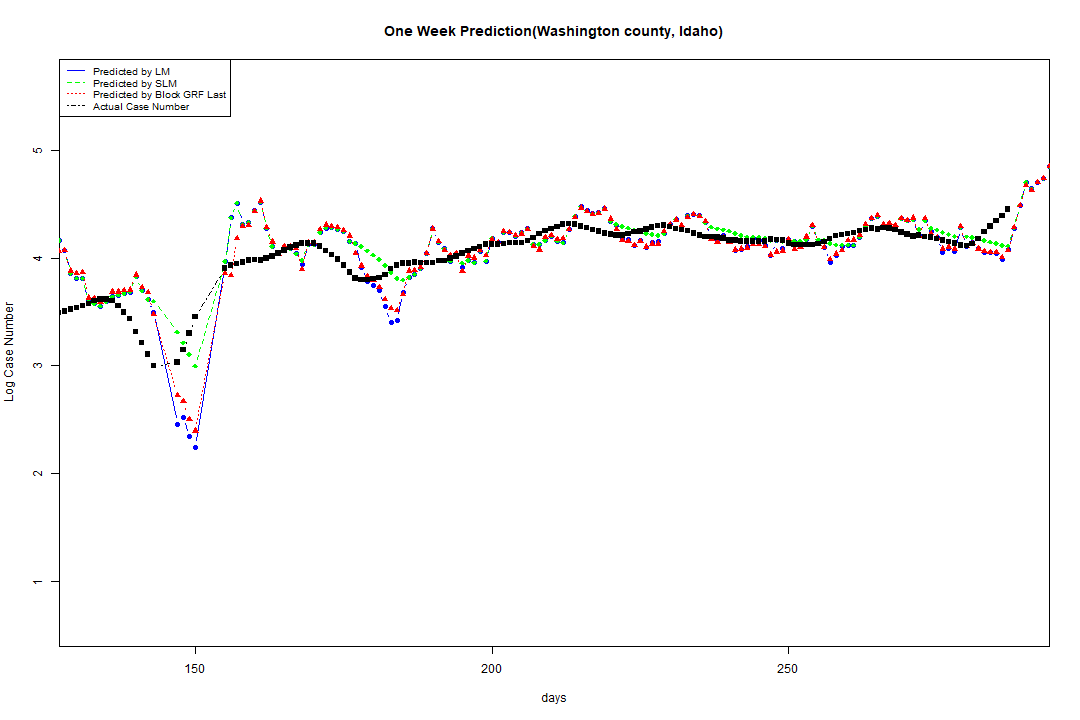 One Week Prediction(Washington county, Idaho)
Predicted by LM
Predicted by SLM
Predicted by Block GRF Last
Actual Case Number
5
4
3
2
1
Log Case Number
150
200
250
days